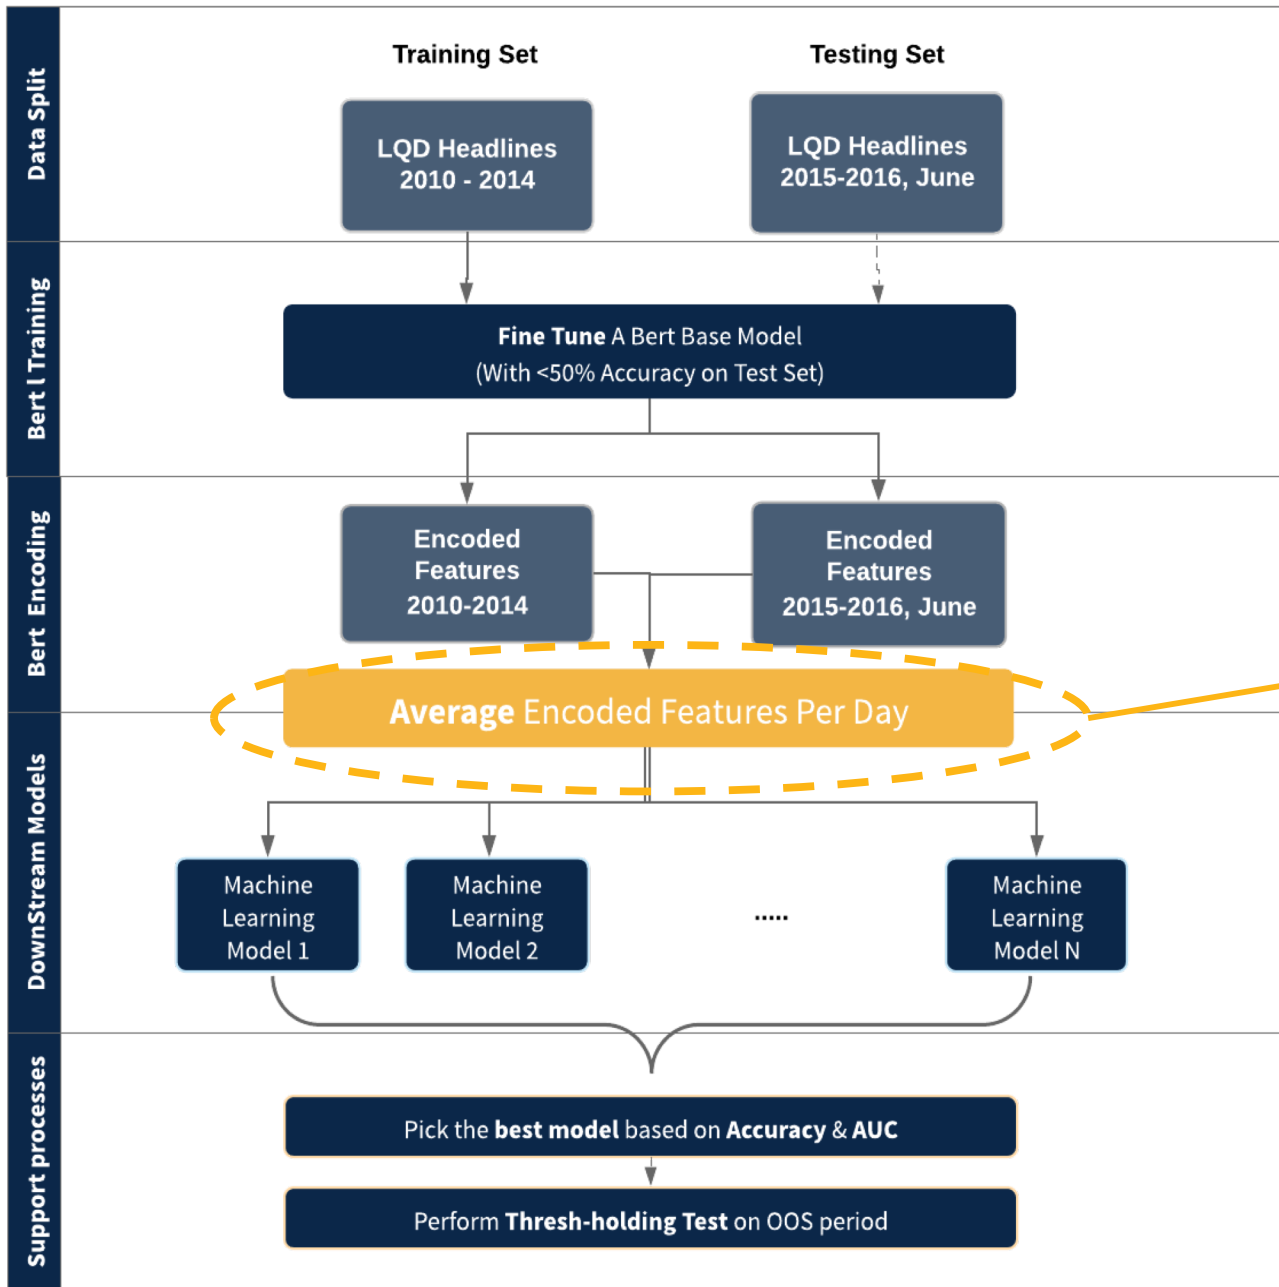 Data Split
Training Set
Testing Set
LQD Headlines
2010 - 2014
LQD Headlines
2015-2016, June
Bert l Training
Fine Tune A Bert Base Model
(With <50% Accuracy on Test Set)
Bert Encoding
Encoded
Features
2010-2014
Encoded
Features
2015-2016, June
Average Encoded Features Per Day
DownStream Models
Machine
Learning
Model 1
Machine
Learning
Model 2
.....
Machine
Learning
Model N
Support processes
Pick the best model based on Accuracy & AUC
Perform Thresh-holding Test on OOS period